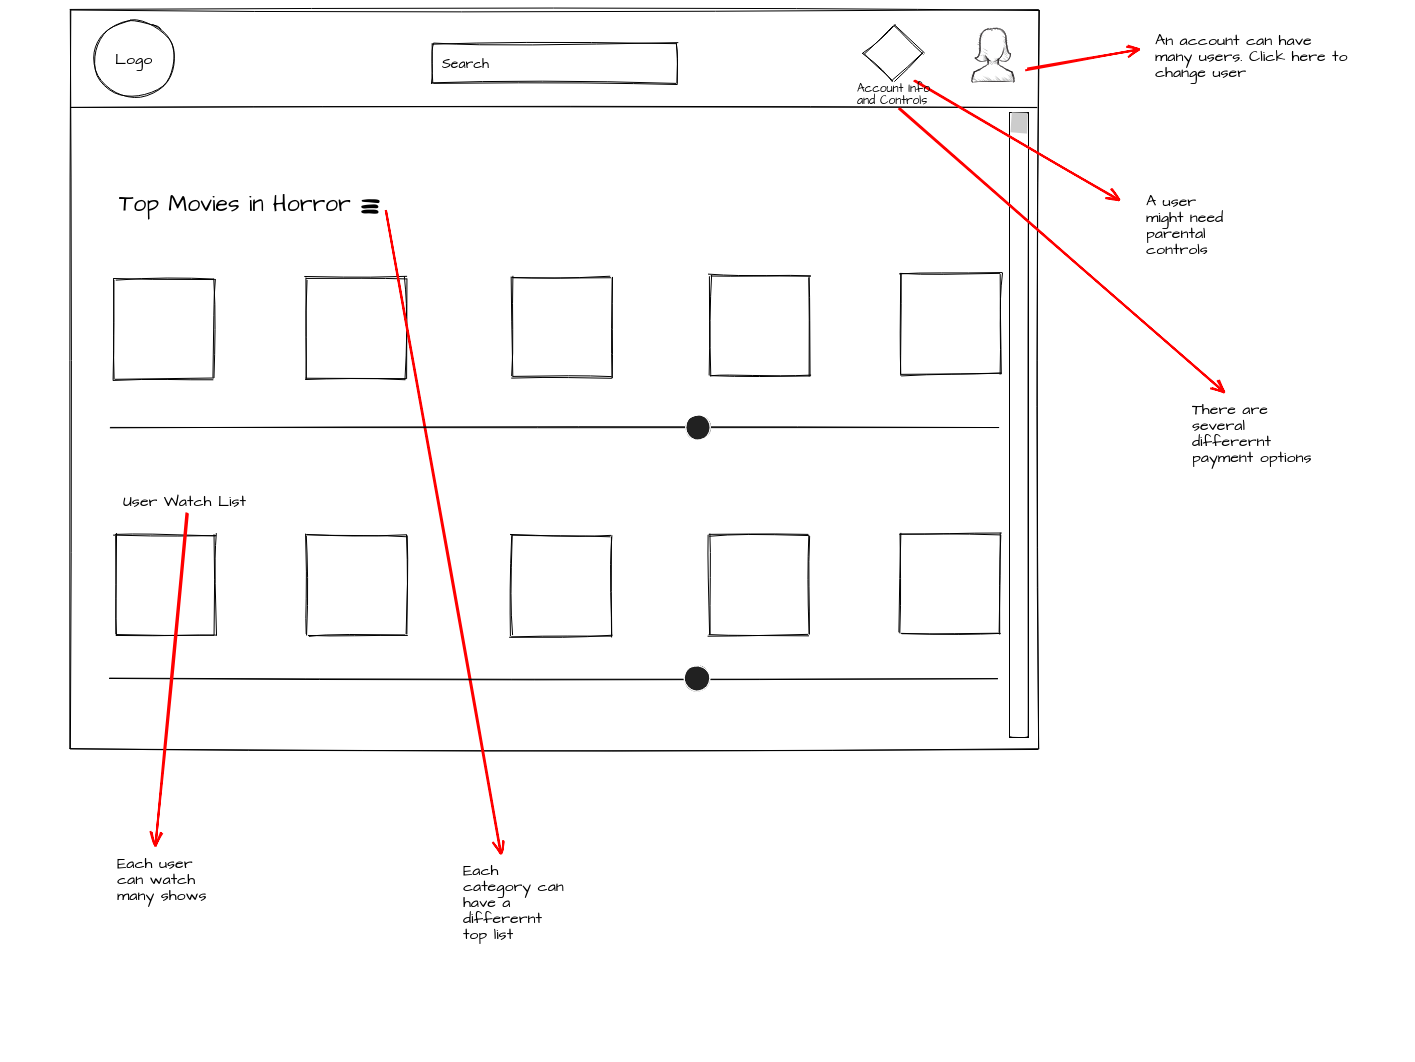 Logo
Search
Account Info
and Controls
An account can have
many users. Click here to
change user
Top Movies in Horror
A user
might need
parental
controls
There are
several
differernt
payment options
User Watch List
Each user
can watch
many shows
Each
category can
have a
differernt
top list